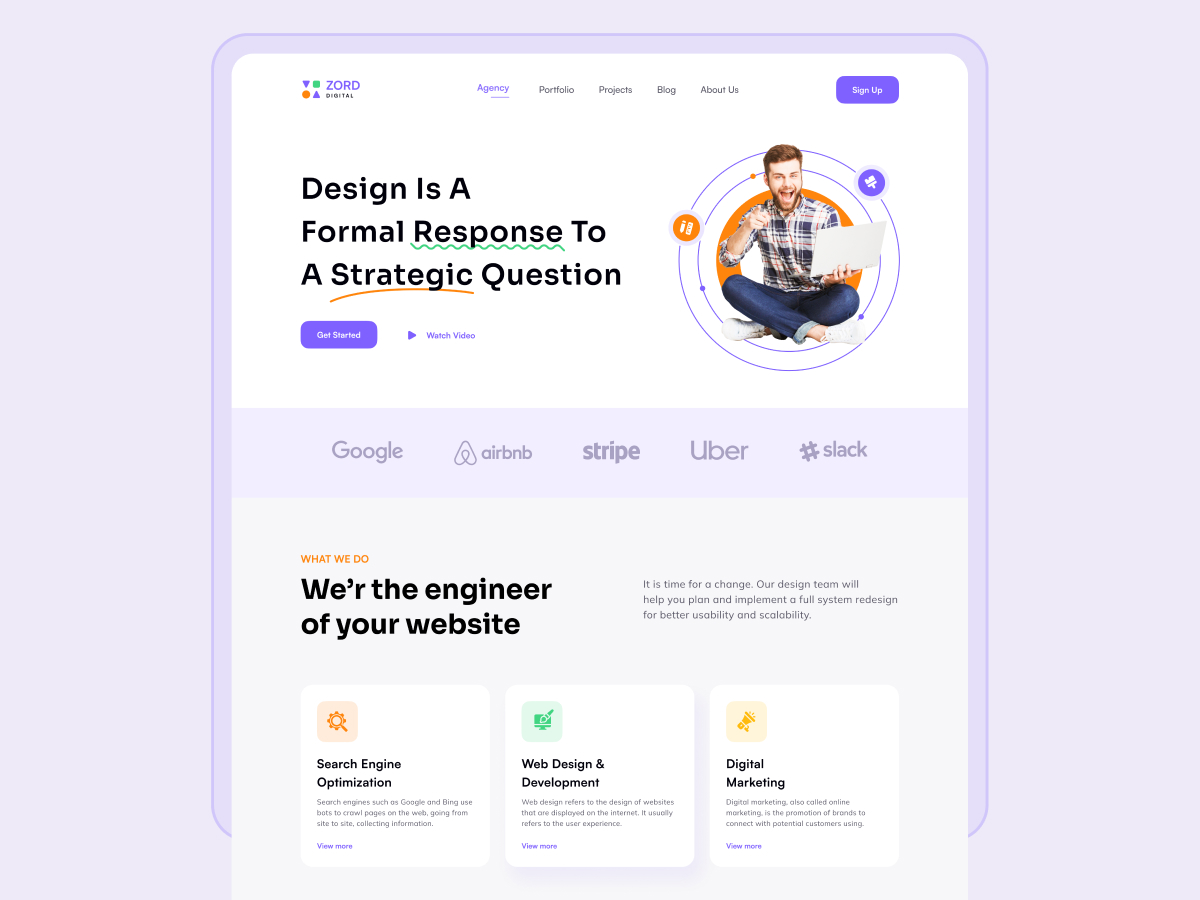 ZORD
DIGITAL
Agency
Portfolio
Projects
Blog
About Us
Sign Up
Design Is A
Formal Response To
A Strategic Question
Get Started
Watch Video
Google
airbnb
stripe
Uber
slack
WHAT WE DO
We’r the engineer
of your website
It is time for a change. Our design team will
help you plan and implement a full system redesign
for better usability and scalability.
Search Engine
Optimization
Search engines such as Google and Bing use
bots to crawl pages on the web, going from
site to site, collecting information.
View more
Web Design &
Development
Web design refers to the design of websites
that are displayed on the internet. It usually
refers to the user experience.
View more
Digital
Marketing
Digital marketing, also called online
marketing, is the promotion of brands to
connect with potential customers using.
View more